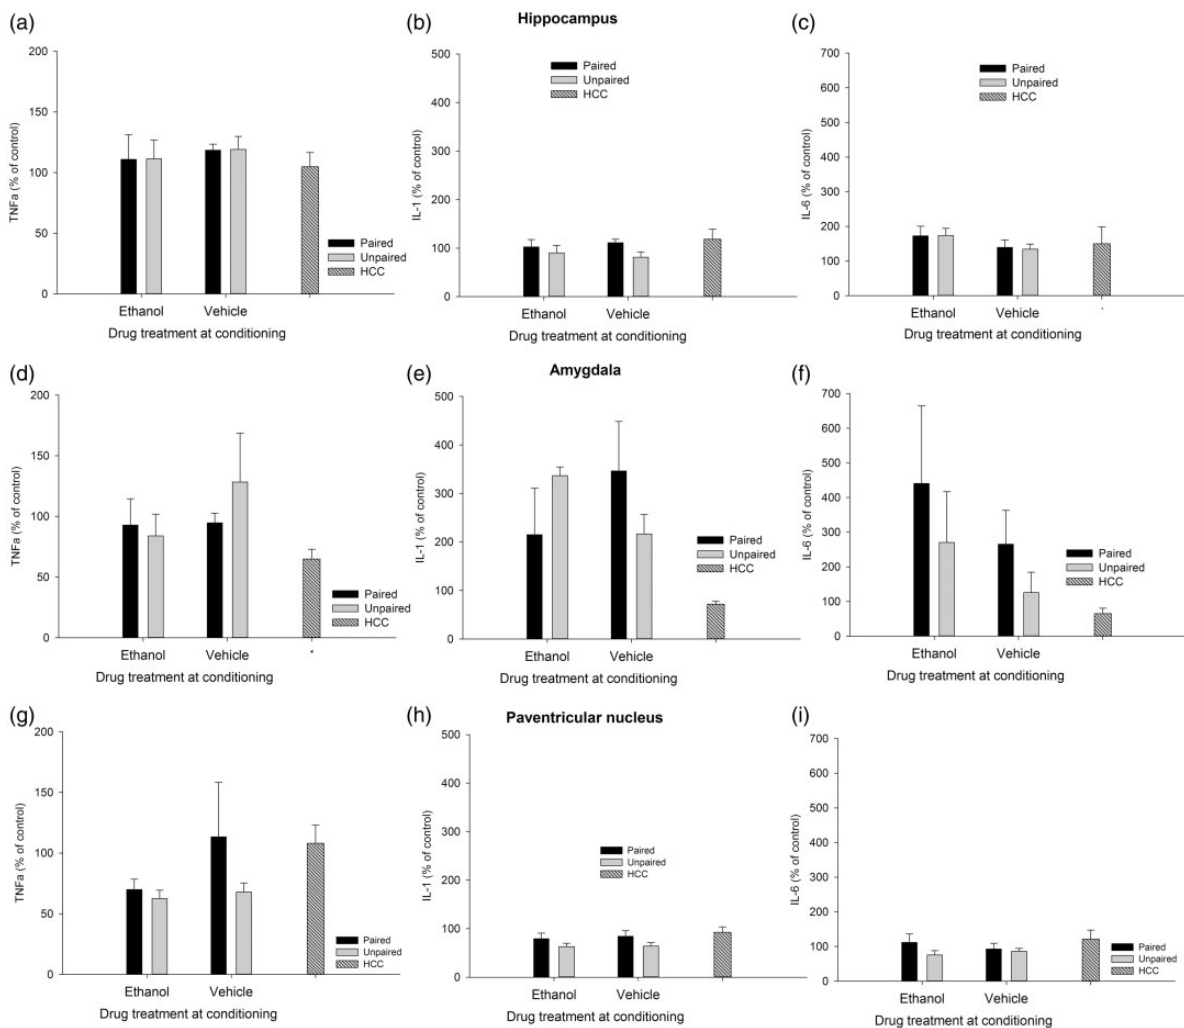 (a)
200
150
100
50
0
TNFa (% of control)
Paired
Unpaired
HCC
Ethanol Vehicle
Drug treatment at conditioning
(b)
Hippocampus
500
400
300
200
100
0
IL-1 (% of control)
Paired
Unpaired
HCC
Ethanol Vehicle
Drug treatment at conditioning
(c)
700
600
500
400
300
200
100
0
IL-6 (% of control)
Paired
Unpaired
HCC
Ethanol Vehicle
Drug treatment at conditioning
(d)
200
150
100
50
0
TNFa (% of control)
Paired
Unpaired
HCC
Ethanol Vehicle *
Drug treatment at conditioning
(e)
Amygdala
500
400
300
200
100
0
IL-1 (% of control)
Paired
Unpaired
HCC
Ethanol Vehicle
Drug treatment at conditioning
(f)
700
600
500
400
300
200
100
0
IL-6 (% of control)
Paired
Unpaired
HCC
Ethanol Vehicle
Drug treatment at conditioning
(g)
200
150
100
50
0
TNFa (% of control)
Paired
Unpaired
HCC
Ethanol Vehicle
Drug treatment at conditioning
(h)
Paventricular nucleus
500
400
300
200
100
0
IL-1 (% of control)
Paired
Unpaired
HCC
Ethanol Vehicle
Drug treatment at conditioning
(i)
700
600
500
400
300
200
100
0
IL-6 (% of control)
Paired
Unpaired
HCC
Ethanol Vehicle
Drug treatment at conditioning